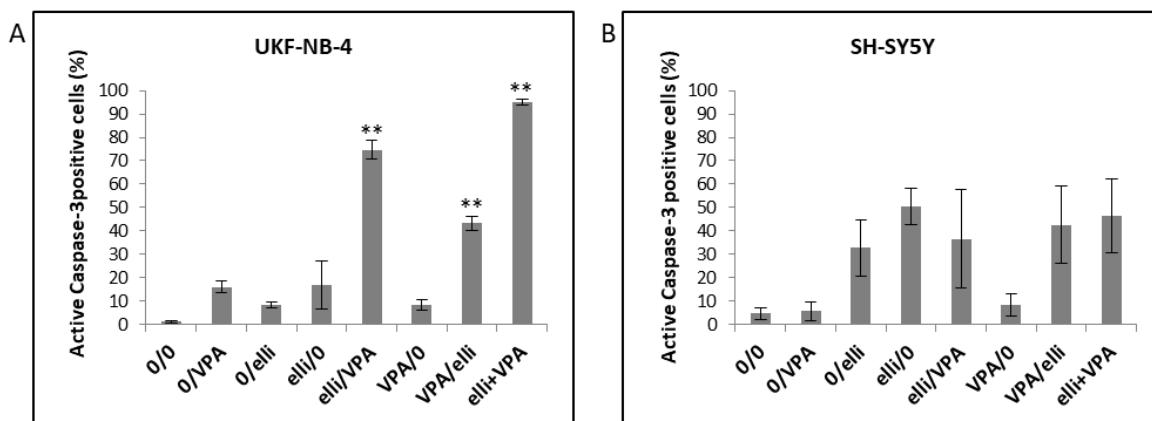 A
UKF-NB-4
Active Caspase-3positive cells (%)
100
90
80
70
60
50
40
30
20
10
0
**
**
**
0/0
0/VPA
0/elli
elli/0
elli/VPA
VPA/0
VPA/elli
elli+VPA
B
SH-SY5Y
Active Caspase-3 positive cells (%)
100
90
80
70
60
50
40
30
20
10
0
0/0
0/VPA
0/elli
elli/0
elli/VPA
VPA/0
VPA/elli
elli+VPA